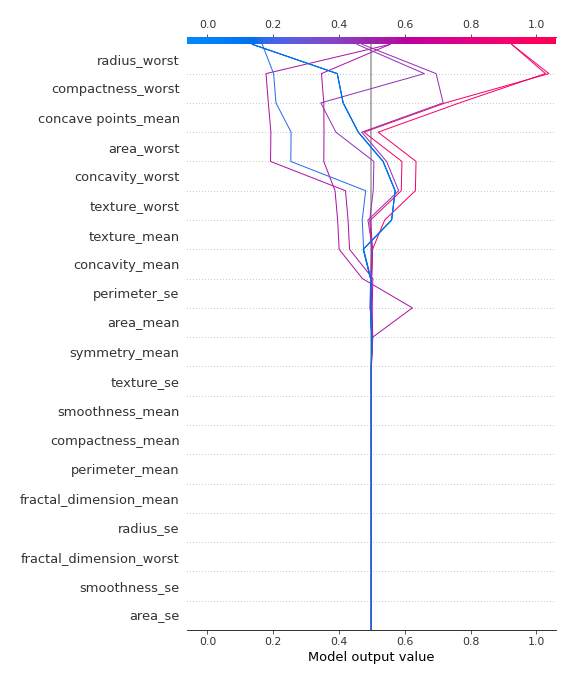 0.0 0.2 0.4 0.6 0.8 1.0
radius_worst
compactness_worst
concave points_mean
area_worst
concavity_worst
texture_worst
texture_mean
concavity_mean
perimeter_se
area_mean
symmetry_mean
texture_se
smoothness_mean
compactness_mean
perimeter_mean
fractal_dimension_mean
radius_se
fractal_dimension_worst
smoothness_se
area_se
0.0 0.2 0.4 0.6 0.8 1.0
Model output value